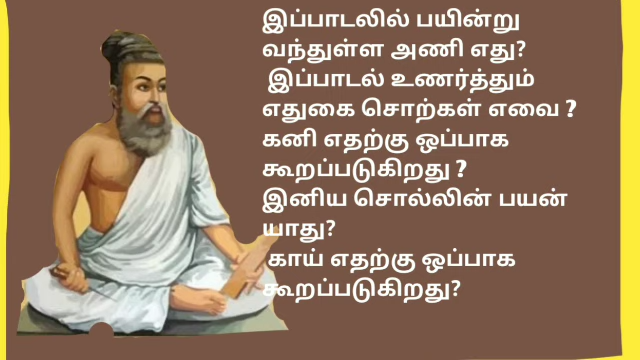 இப்பாடலில் பயின்று
வந்துள்ள அணி எது?
இப்பாடல் உணர்த்தும்
எதுகை சொற்கள் எவை ?
கனி எதற்கு ஒப்பாக
கூறப்படுகிறது ?
இனிய சொல்லின் பயன்
யாது?
காய் எதற்கு ஒப்பாக
கூறப்படுகிறது?